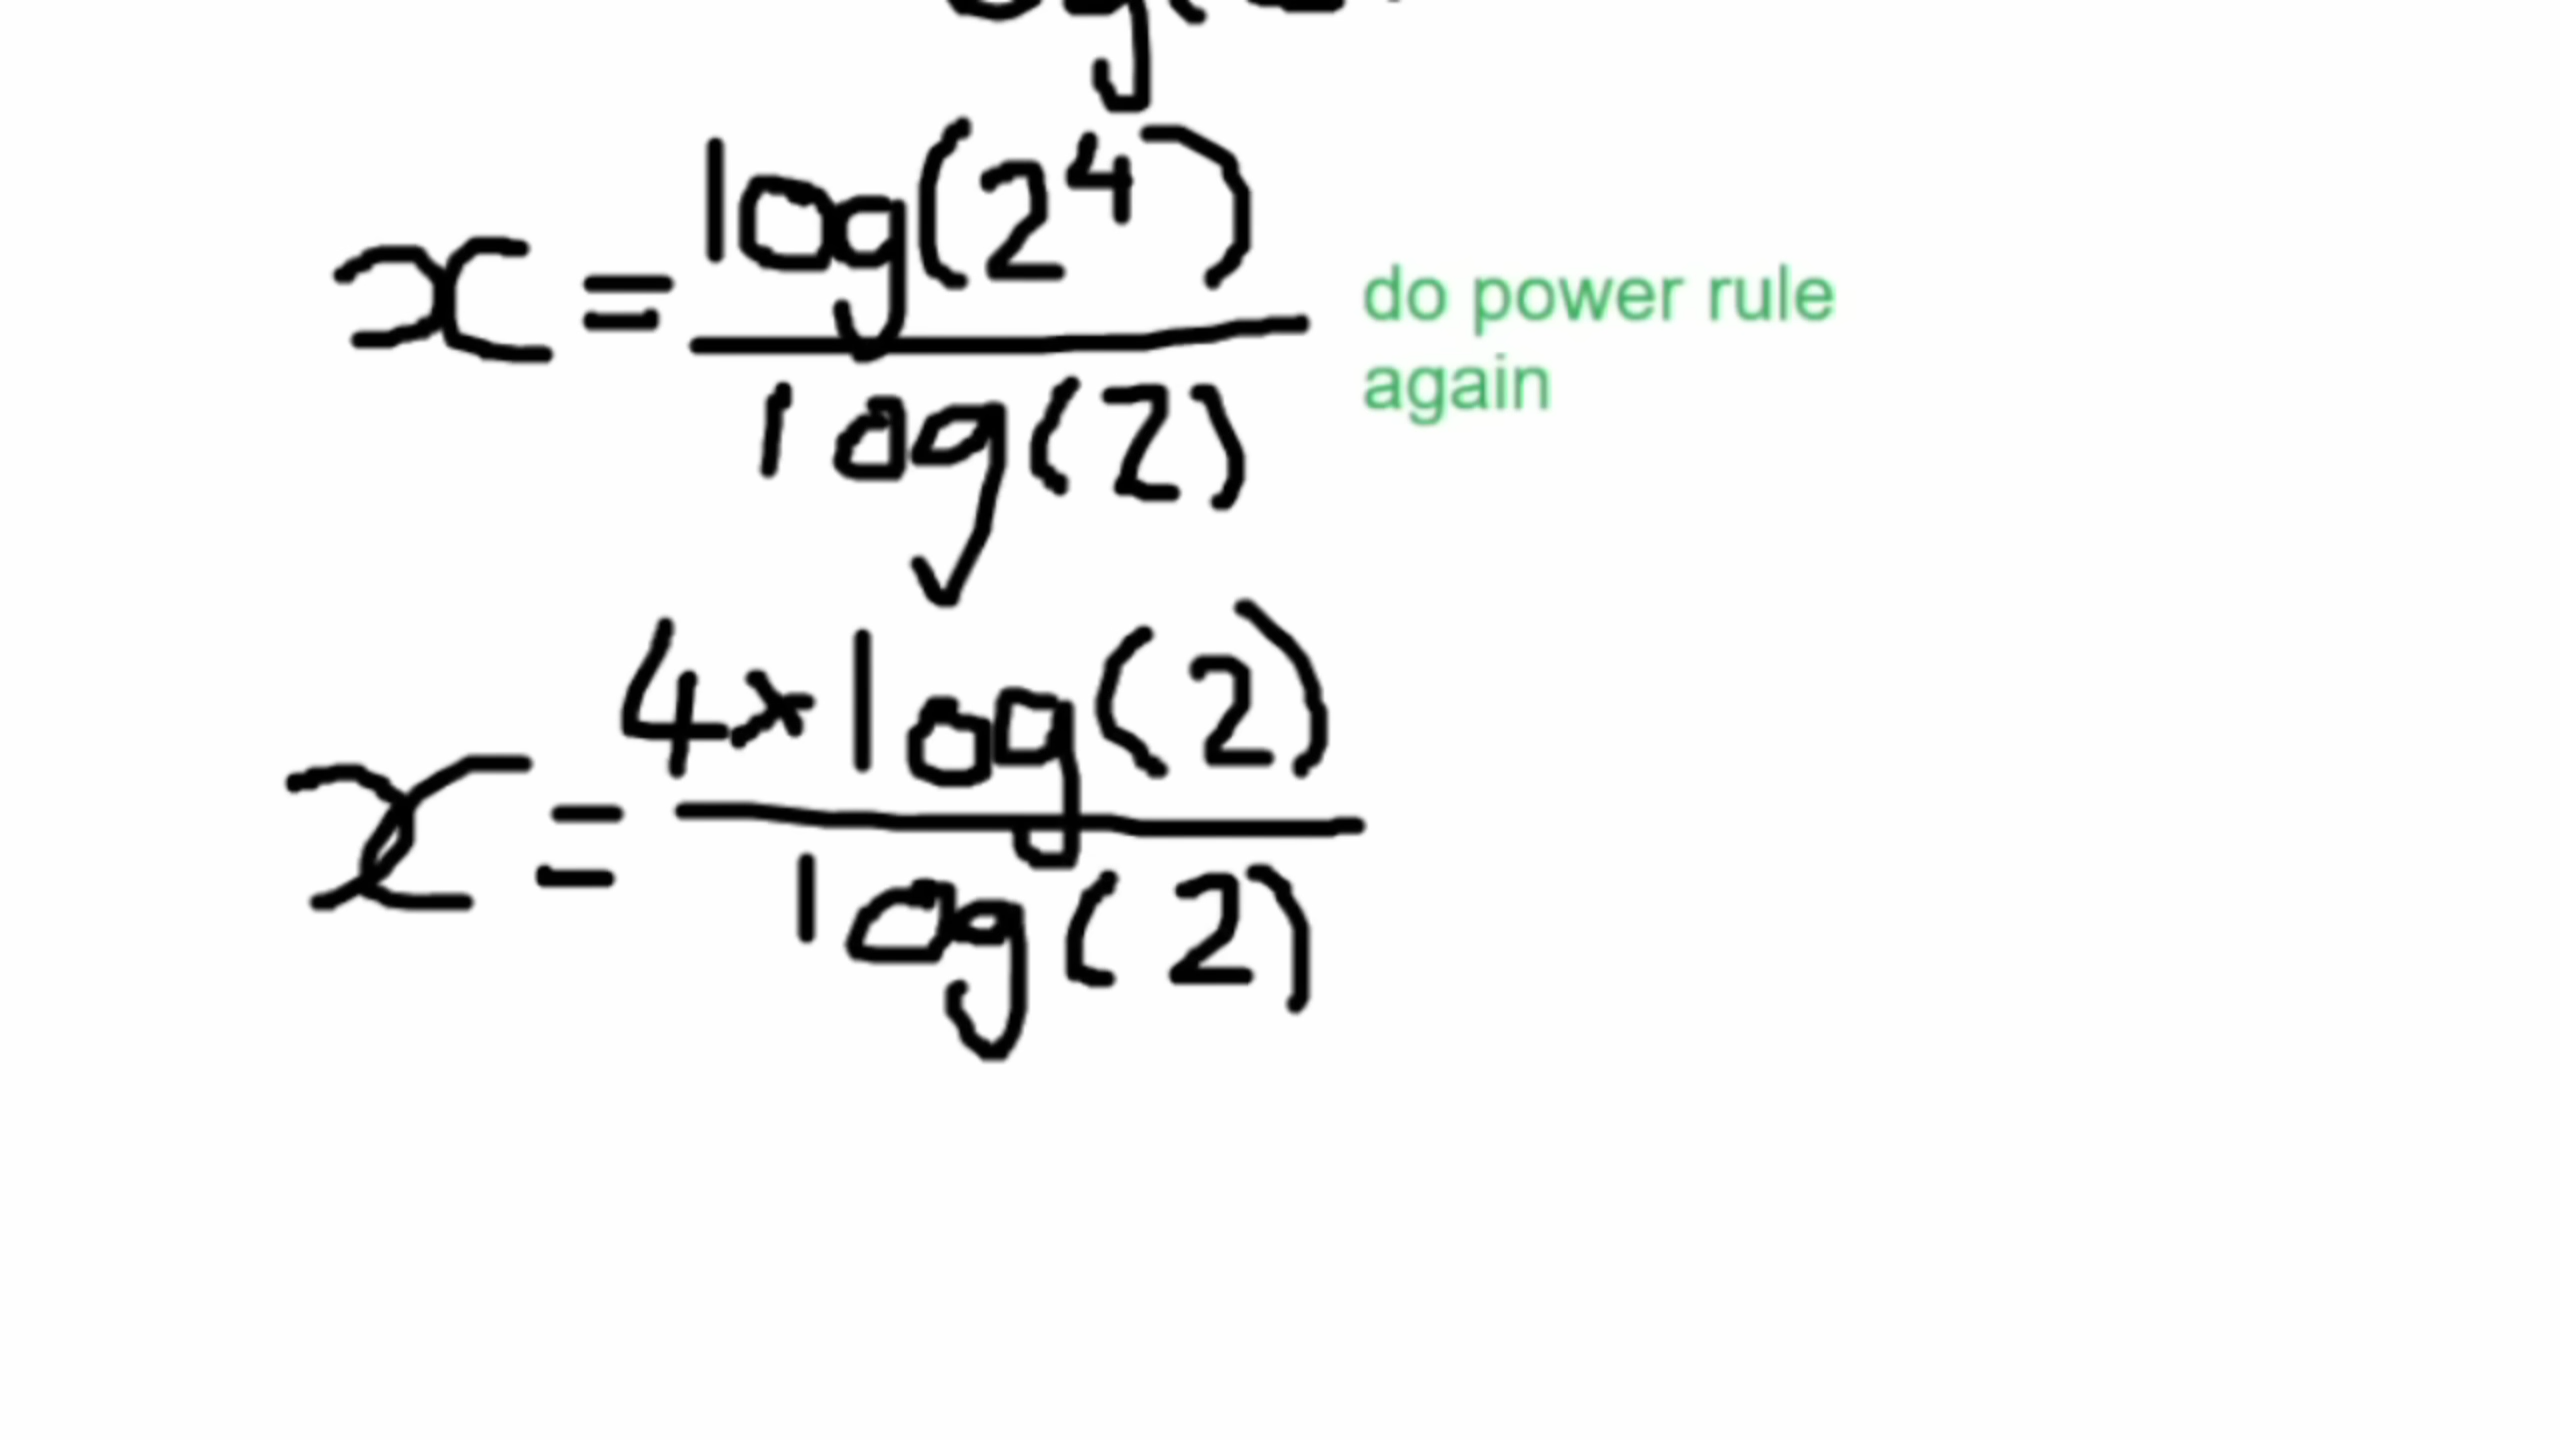 x = log(2⁴)
log(2)
do power rule
again
x = 4×log(2)
log(2)